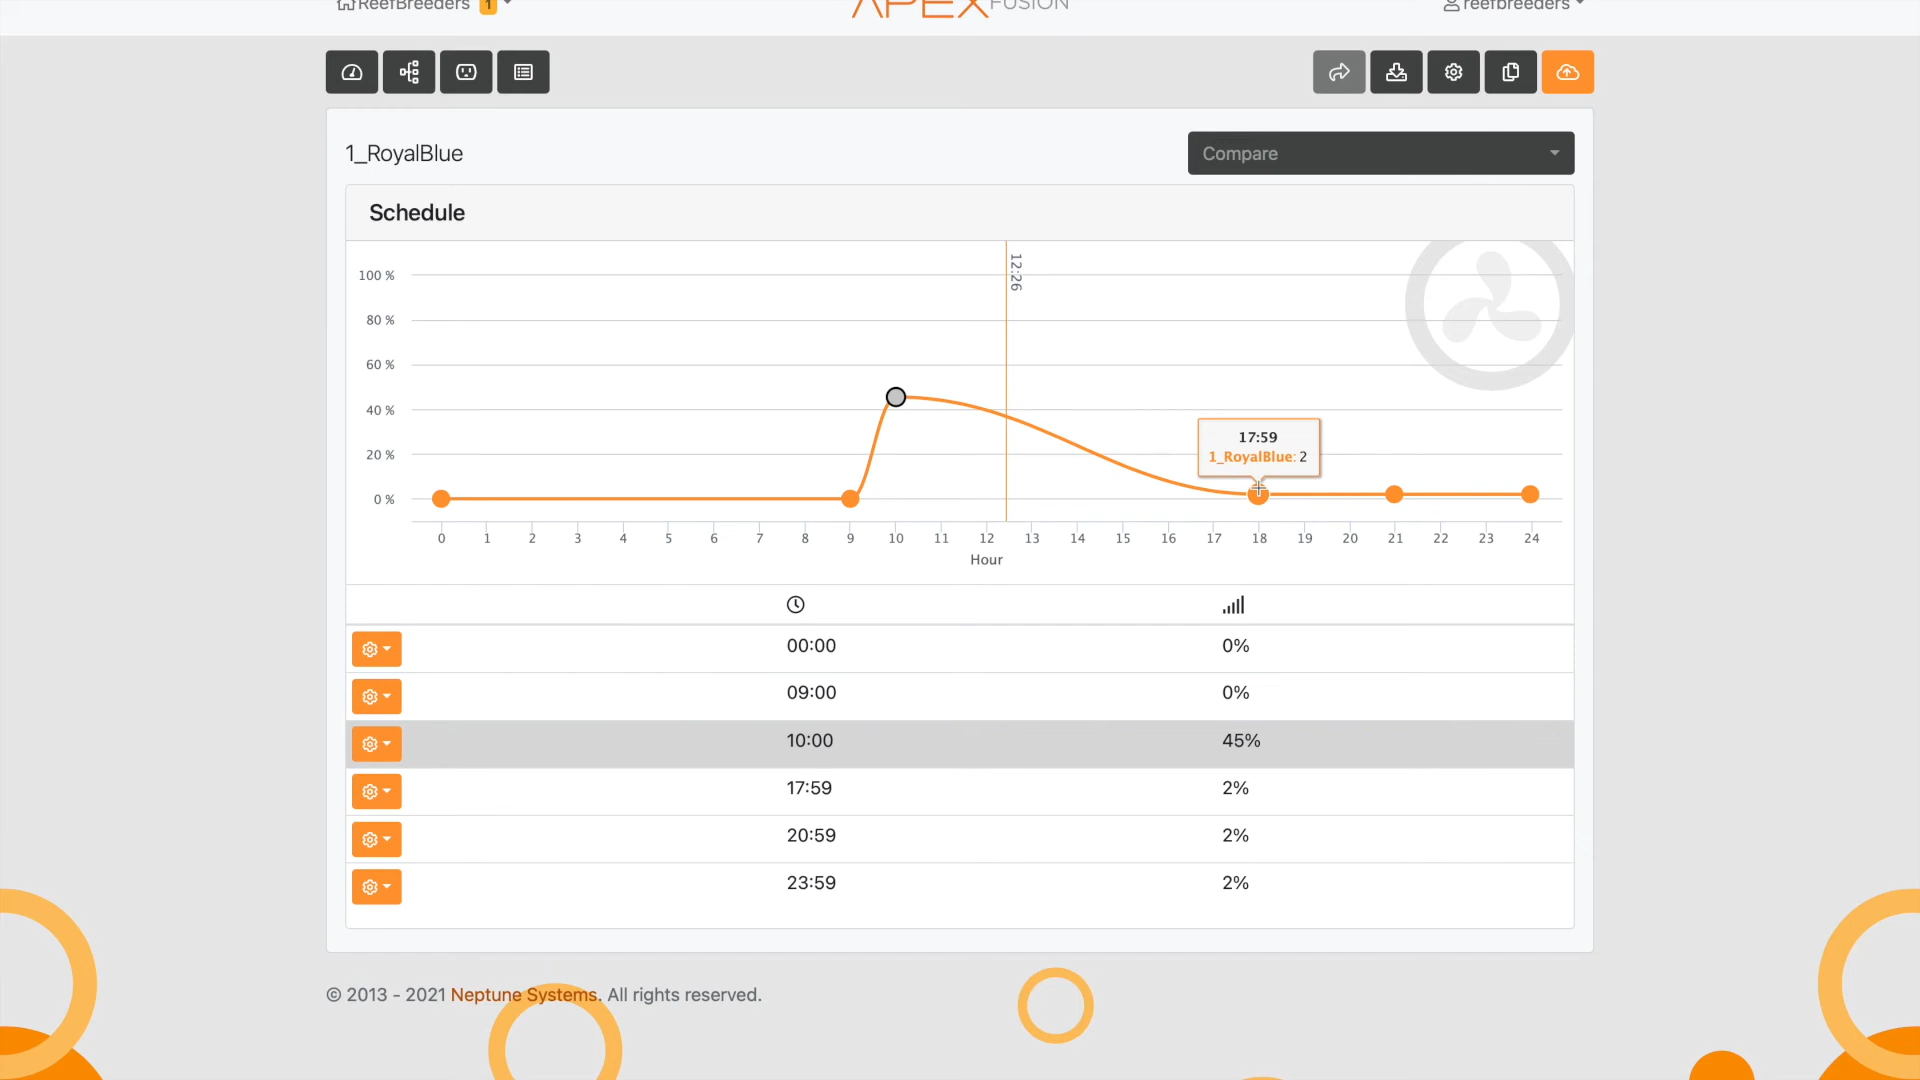 ReefBreeders 1
APEX FUSION
reefbreeders
1_RoyalBlue
Compare
Schedule
12:26
100 %
80 %
60 %
40 %
20 %
0 %
17:59
1_RoyalBlue: 2
0 1 2 3 4 5 6 7 8 9 10 11 12 13 14 15 16 17 18 19 20 21 22 23 24
Hour
00:00 0%
09:00 0%
10:00 45%
17:59 2%
20:59 2%
23:59 2%
© 2013 - 2021 Neptune Systems. All rights reserved.